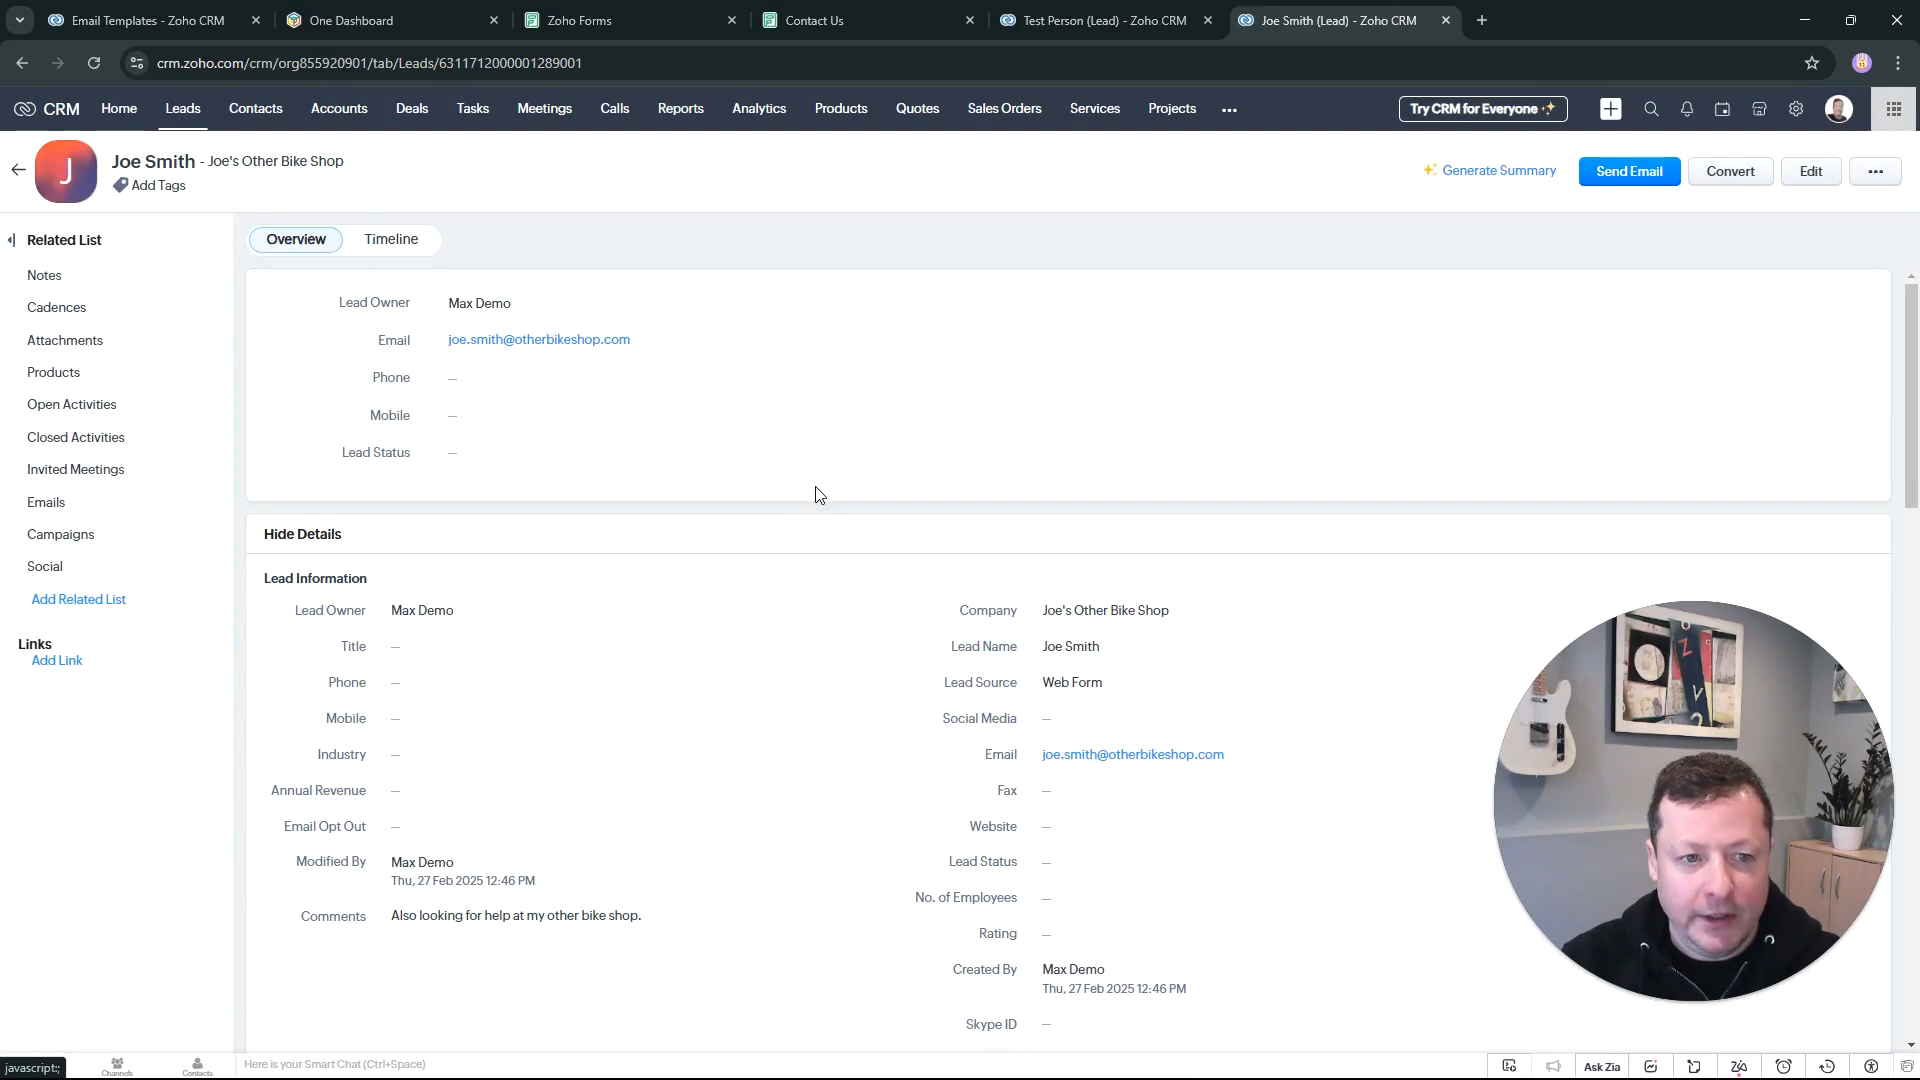 Email Templates - Zoho CRM
One Dashboard
Zoho Forms
Contact Us
Test Person (Lead) - Zoho CRM
Joe Smith (Lead) - Zoho CRM
crm.zoho.com/crm/org855920901/tab/Leads/6311712000001289001
CRM Home Leads Contacts Accounts Deals Tasks Meetings Calls Reports Analytics Products Quotes Sales Orders Services Projects ••• Try CRM for Everyone
J
Joe Smith - Joe's Other Bike Shop
Add Tags
Generate Summary Send Email Convert Edit •••
Related List
Notes
Cadences
Attachments
Products
Open Activities
Closed Activities
Invited Meetings
Emails
Campaigns
Social
Add Related List
Links
Add Link
Overview Timeline
Lead Owner Max Demo
Email joe.smith@otherbikeshop.com
Phone —
Mobile —
Lead Status —
Hide Details
Lead Information
Lead Owner Max Demo
Title —
Phone —
Mobile —
Industry —
Annual Revenue —
Email Opt Out —
Modified By Max Demo
Thu, 27 Feb 2025 12:46 PM
Comments Also looking for help at my other bike shop.
Company Joe's Other Bike Shop
Lead Name Joe Smith
Lead Source Web Form
Social Media —
Email joe.smith@otherbikeshop.com
Fax —
Website —
Lead Status —
No. of Employees —
Rating —
Created By Max Demo
Thu, 27 Feb 2025 12:46 PM
Skype ID —
javascript:;
Channels
Contacts
Here is your Smart Chat (Ctrl+Space)
Ask Zia